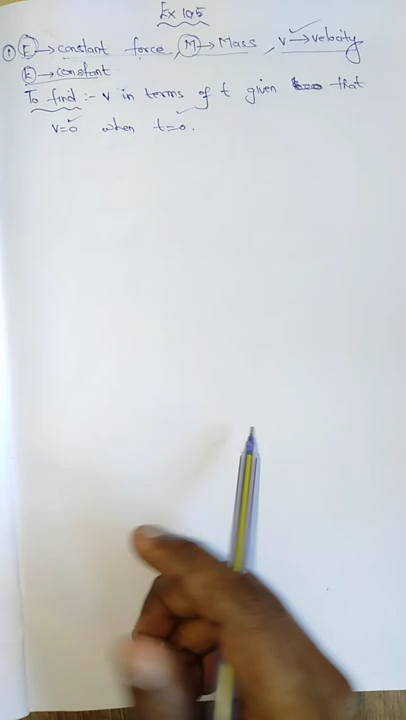 Ex 10.5
① F → constant force, M → Mass, v → velocity
k → constant
To find :- v in terms of t given that
v=0 when t=0.